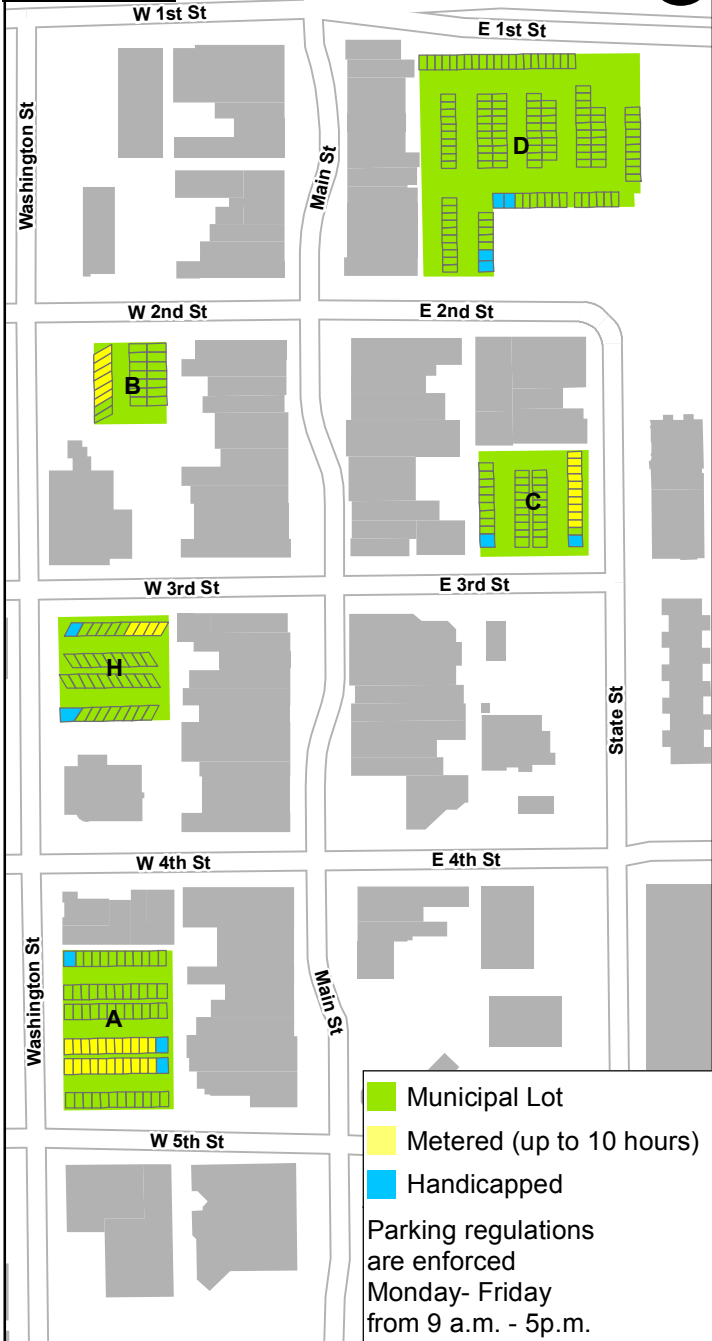 W 1st St
E 1st St
Washington St
Main St
D
W 2nd St
E 2nd St
B
C
W 3rd St
E 3rd St
H
State St
W 4th St
E 4th St
Washington St
A
Main St
W 5th St
Municipal Lot
Metered (up to 10 hours)
Handicapped
Parking regulations
are enforced
Monday- Friday
from 9 a.m. - 5p.m.